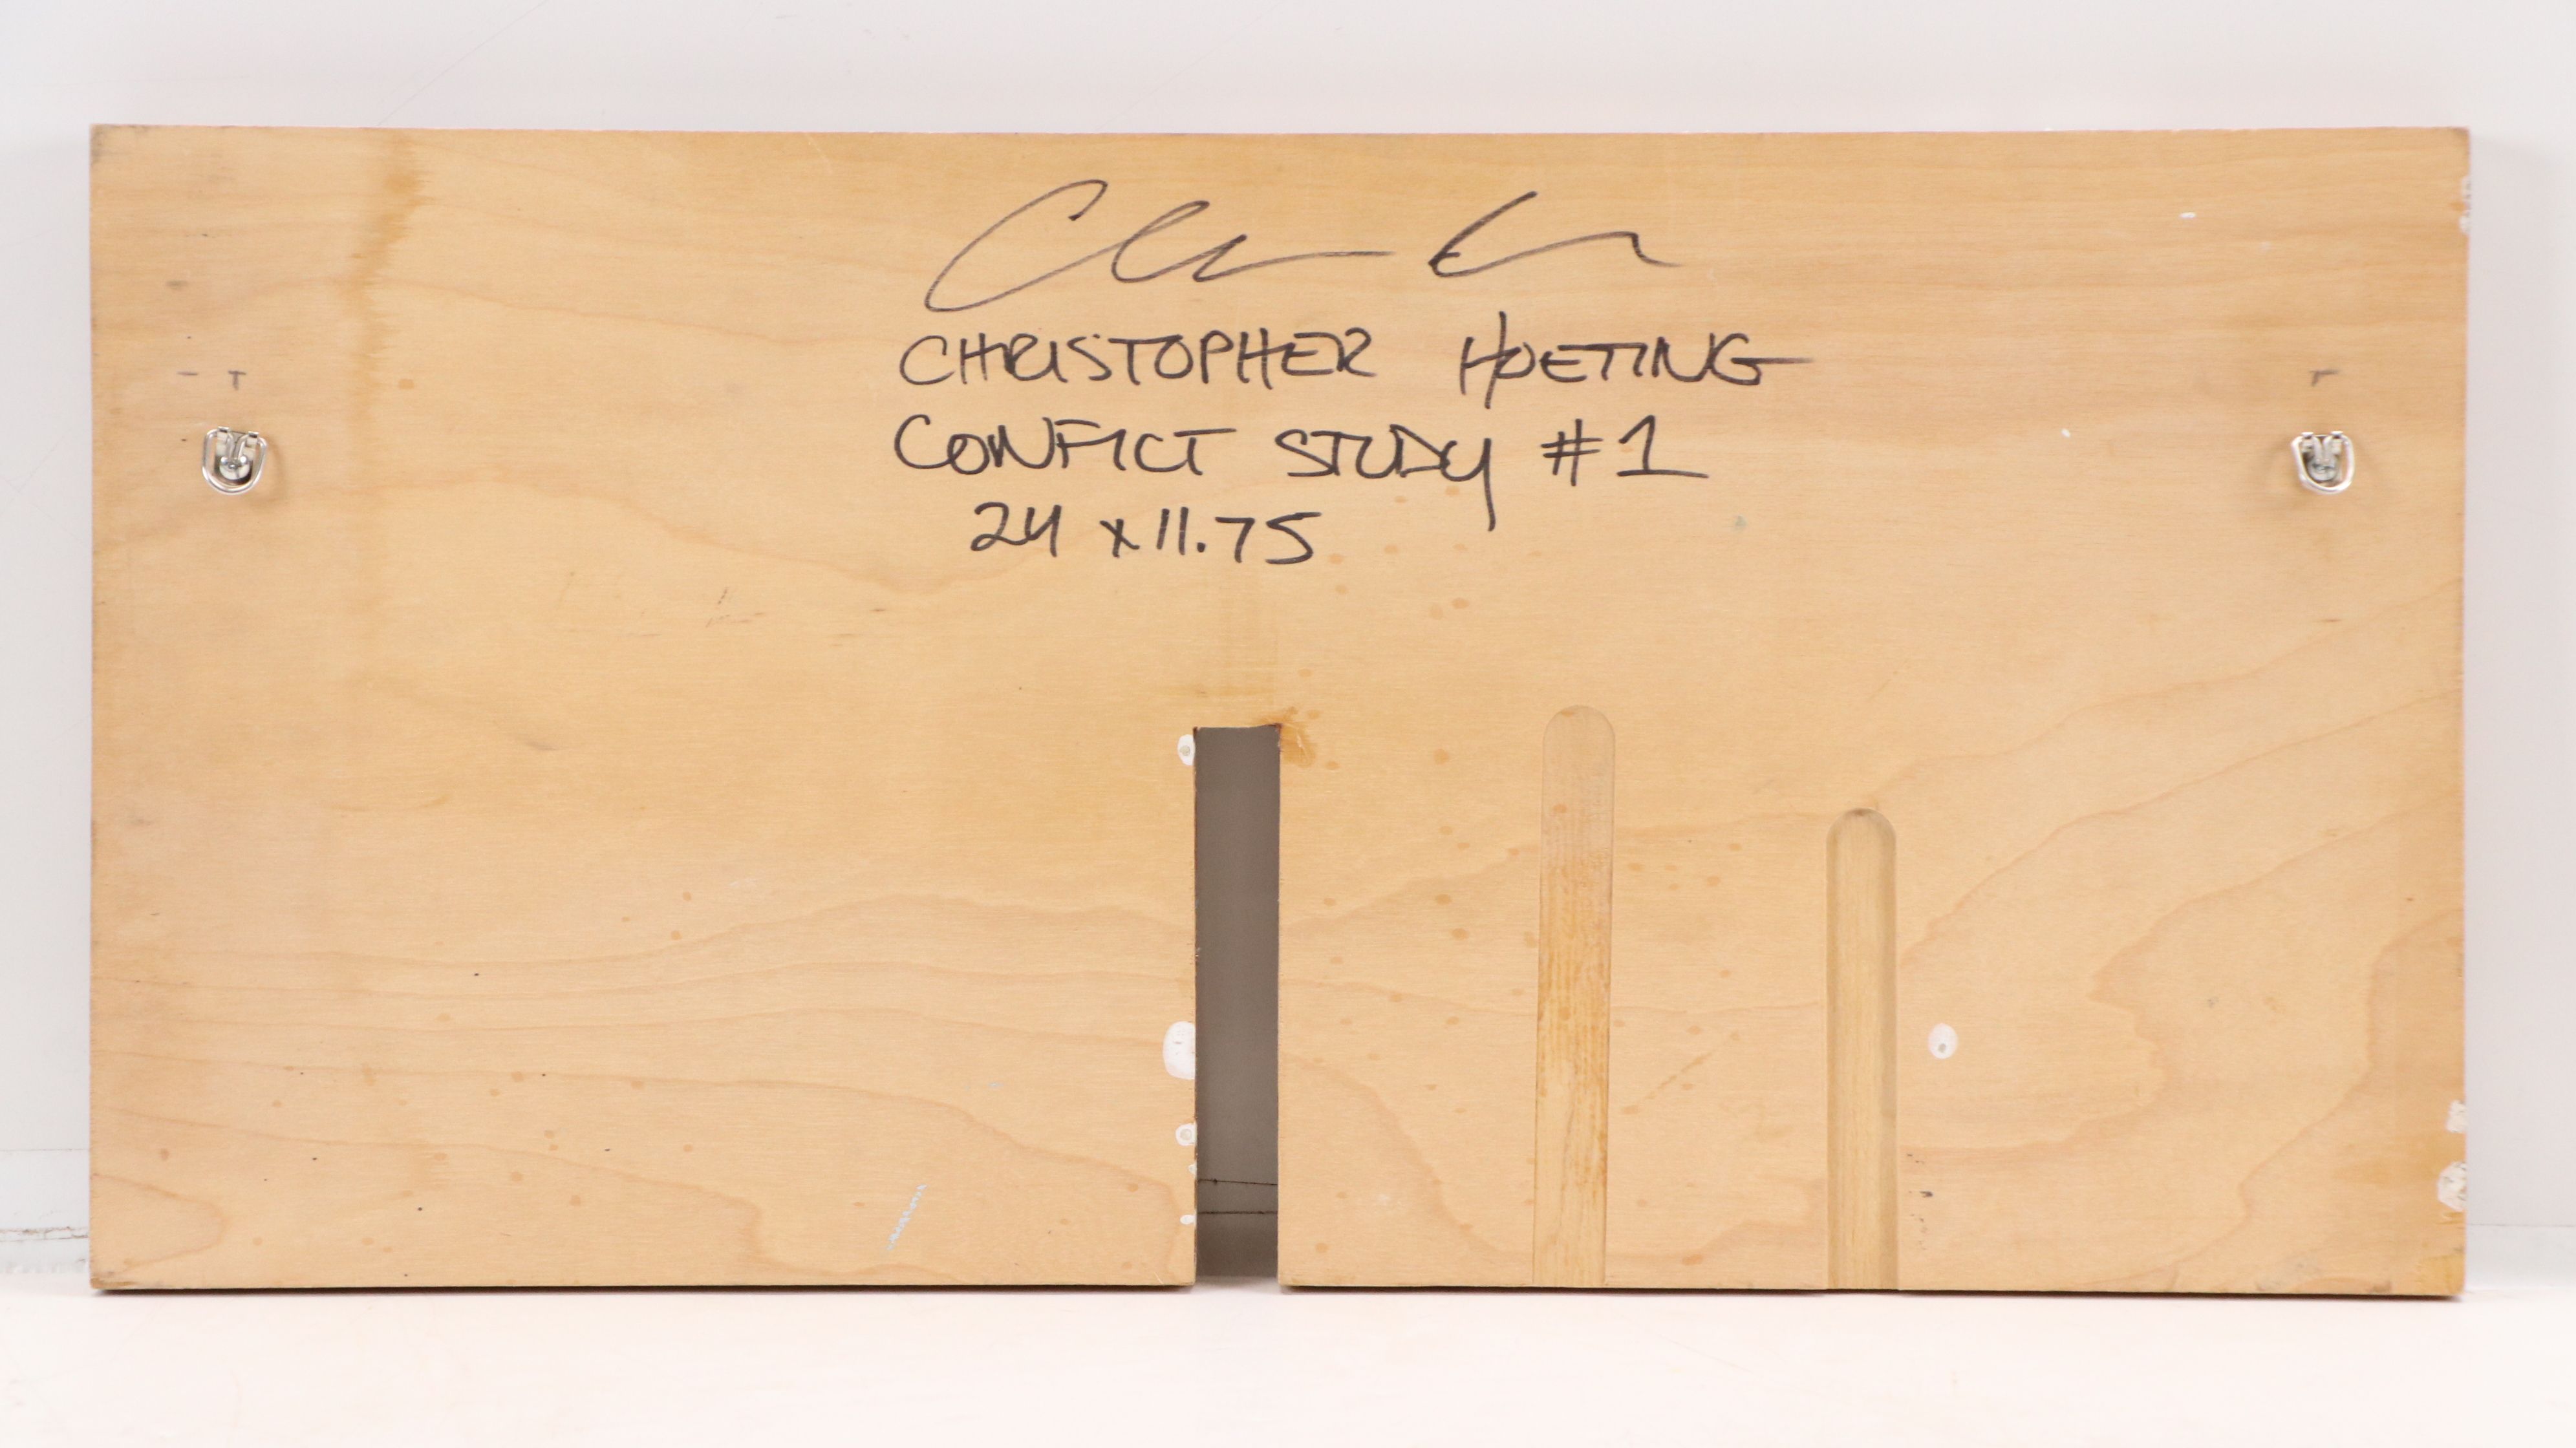 CHRISTOPHER HOETING
CONFICT STUDY #1
24 x 11.75